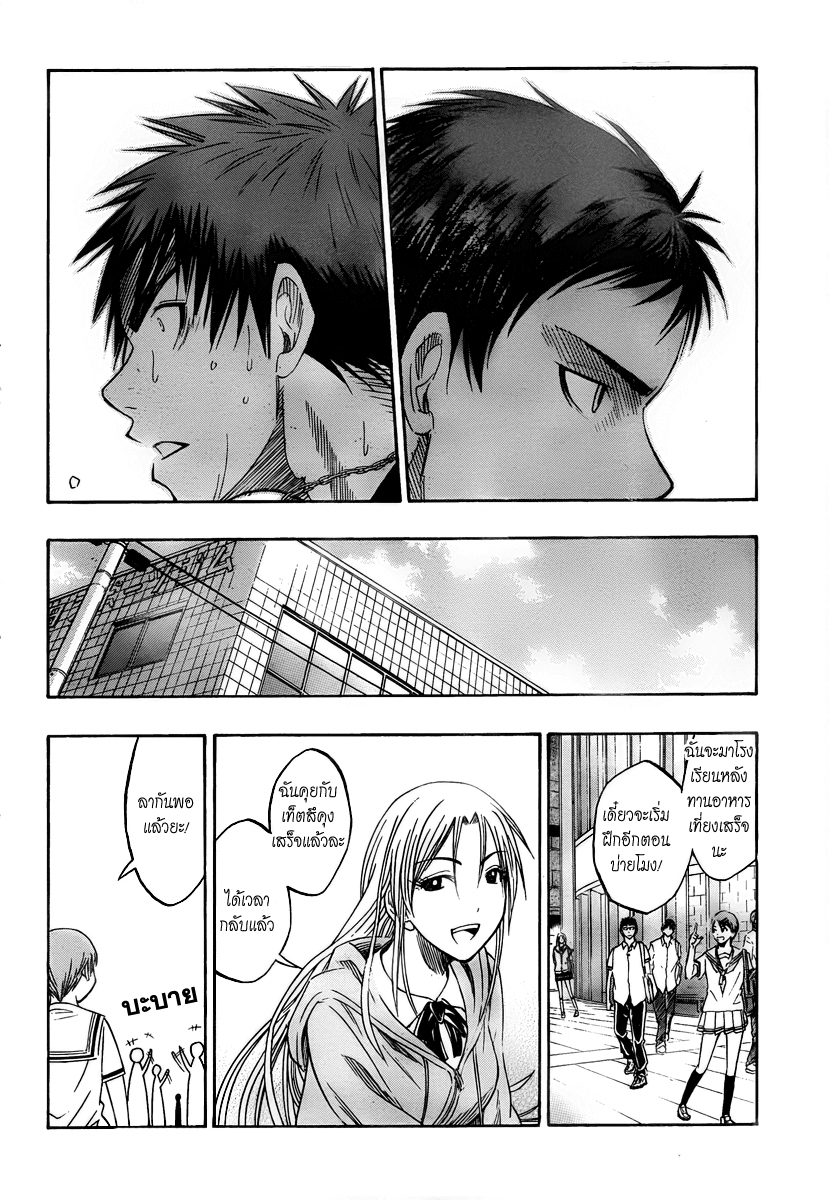 ฉันจะมาโรง
เรียนหลัง
ทานอาหาร
เที่ยงเสร็จ
นะ
เดี๋ยวจะเริ่ม
ฝึกอีกตอน
บ่ายโมง!
ฉันคุยกับ
เท็ตสึคุง
เสร็จแล้วละ
ได้เวลา
กลับแล้ว
ลากันพอ
แล้วยะ!
บะบาย